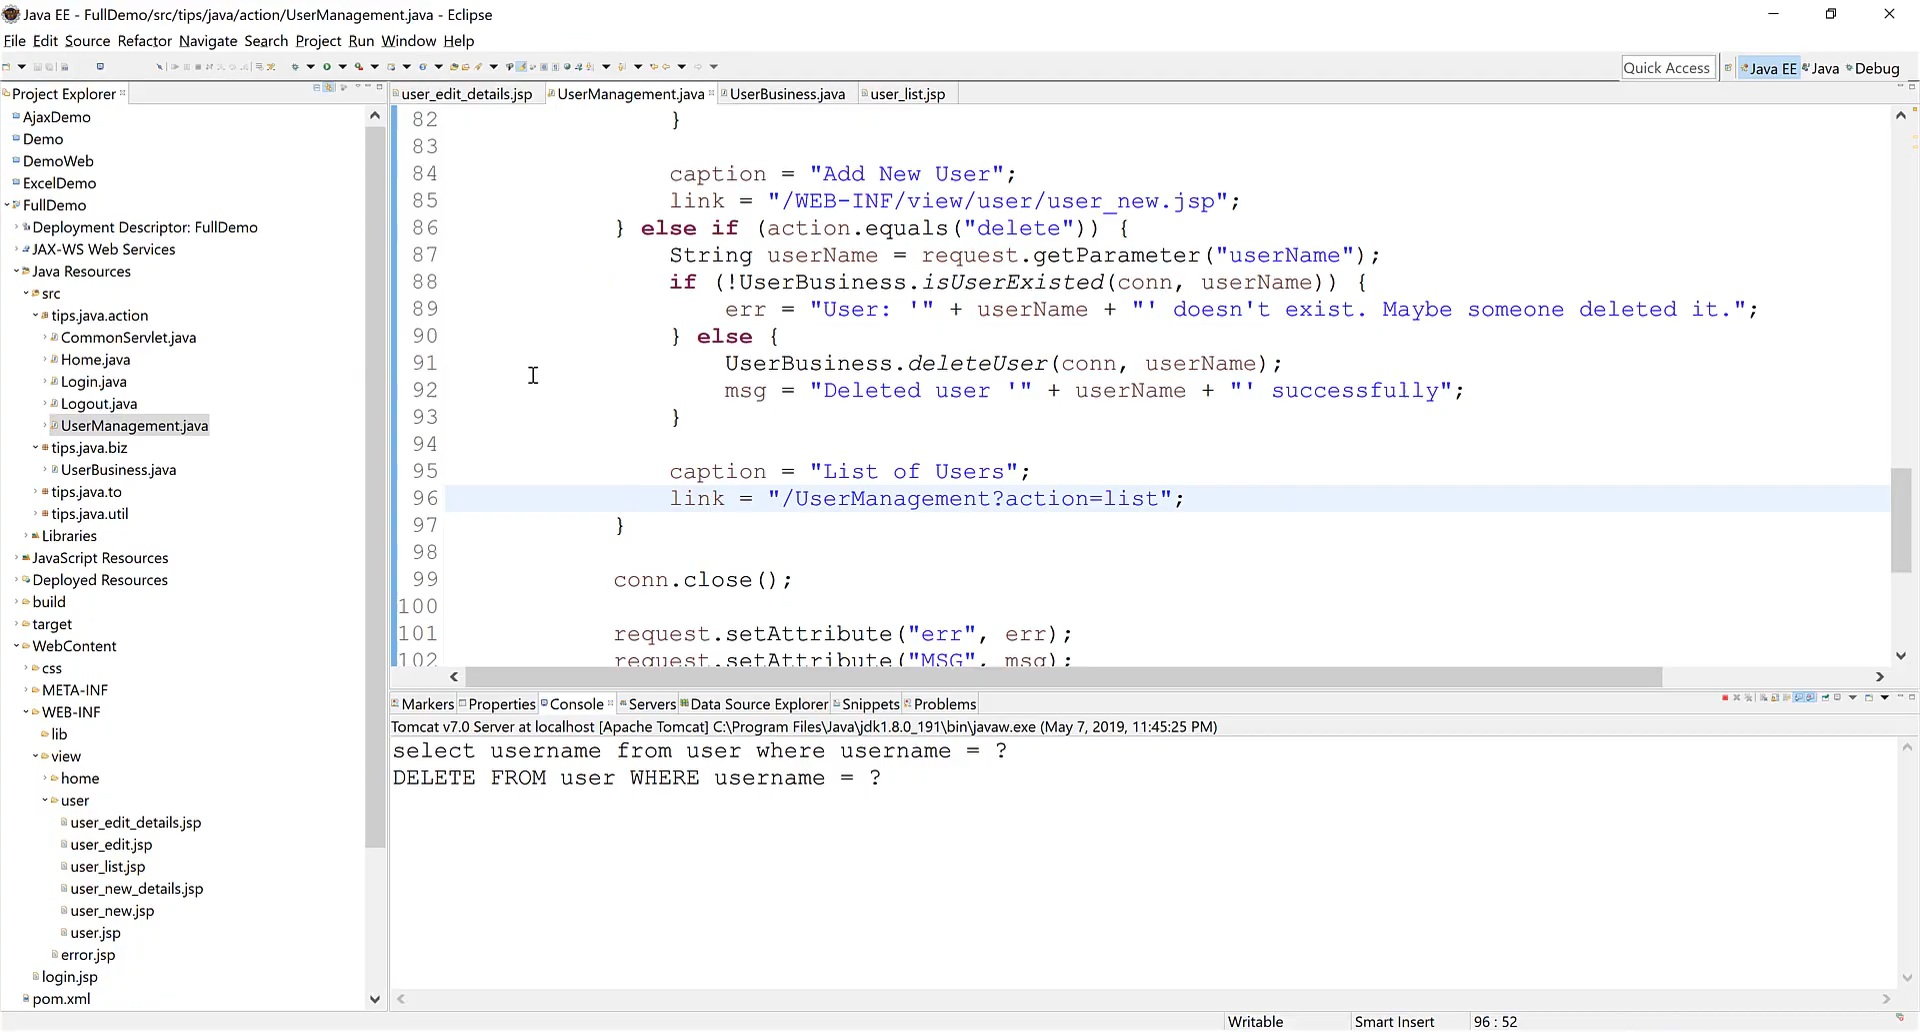 Java EE - FullDemo/src/tips/java/action/UserManagement.java - Eclipse
File Edit Source Refactor Navigate Search Project Run Window Help
Quick Access Java EE Java Debug
Project Explorer
AjaxDemo
Demo
DemoWeb
ExcelDemo
FullDemo
Deployment Descriptor: FullDemo
JAX-WS Web Services
Java Resources
src
tips.java.action
CommonServlet.java
Home.java
Login.java
Logout.java
UserManagement.java
tips.java.biz
UserBusiness.java
tips.java.to
tips.java.util
Libraries
JavaScript Resources
Deployed Resources
build
target
WebContent
css
META-INF
WEB-INF
lib
view
home
user
user_edit_details.jsp
user_edit.jsp
user_list.jsp
user_new_details.jsp
user_new.jsp
user.jsp
error.jsp
login.jsp
pom.xml
user_edit_details.jsp UserManagement.java UserBusiness.java user_list.jsp
82 }
83
84 caption = "Add New User";
85 link = "/WEB-INF/view/user/user_new.jsp";
86 } else if (action.equals("delete")) {
87 String userName = request.getParameter("userName");
88 if (!UserBusiness.isUserExisted(conn, userName)) {
89 err = "User: '" + userName + "' doesn't exist. Maybe someone deleted it.";
90 } else {
91 UserBusiness.deleteUser(conn, userName);
92 msg = "Deleted user '" + userName + "' successfully";
93 }
94
95 caption = "List of Users";
96 link = "/UserManagement?action=list";
97 }
98
99 conn.close();
100
101 request.setAttribute("err", err);
102 request.setAttribute("MSG", msg);
Markers Properties Console Servers Data Source Explorer Snippets Problems
Tomcat v7.0 Server at localhost [Apache Tomcat] C:\Program Files\Java\jdk1.8.0_191\bin\javaw.exe (May 7, 2019, 11:45:25 PM)
select username from user where username = ?
DELETE FROM user WHERE username = ?
Writable Smart Insert 96 : 52